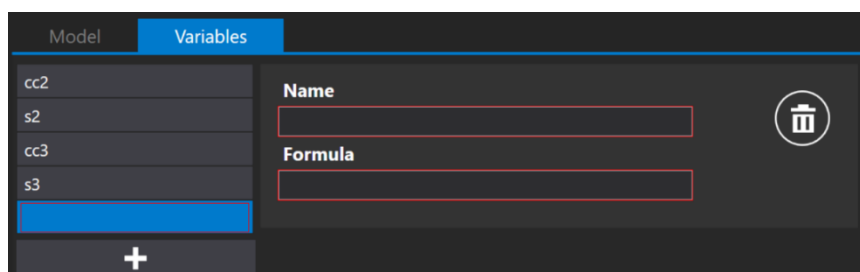 Model Variables
cc2
s2
cc3
s3
Name
Formula